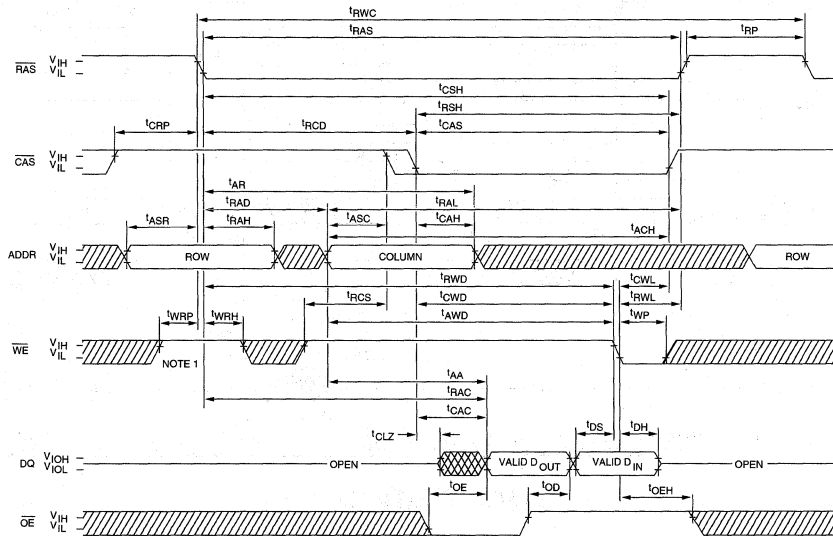 tRWC
tRAS
tRP
RAS VIH
VIL
tCSH
tRSH
tCRP
tRCD
tCAS
CAS VIH
VIL
tAR
tRAD
tRAL
tASR
tRAH
tASC
tCAH
tACH
ADDR VIH
VIL
ROW
COLUMN
ROW
tRWD
tCWL
tRCS
tCWD
tRWL
tWRP
tWRH
tAWD
tWP
WE VIH
VIL
NOTE 1
tAA
tRAC
tCAC
tCLZ
tDS
tDH
DQ VIOH
VIOL
OPEN
VALID DOUT
VALID DIN
OPEN
tOE
tOD
tOEH
OE VIH
VIL